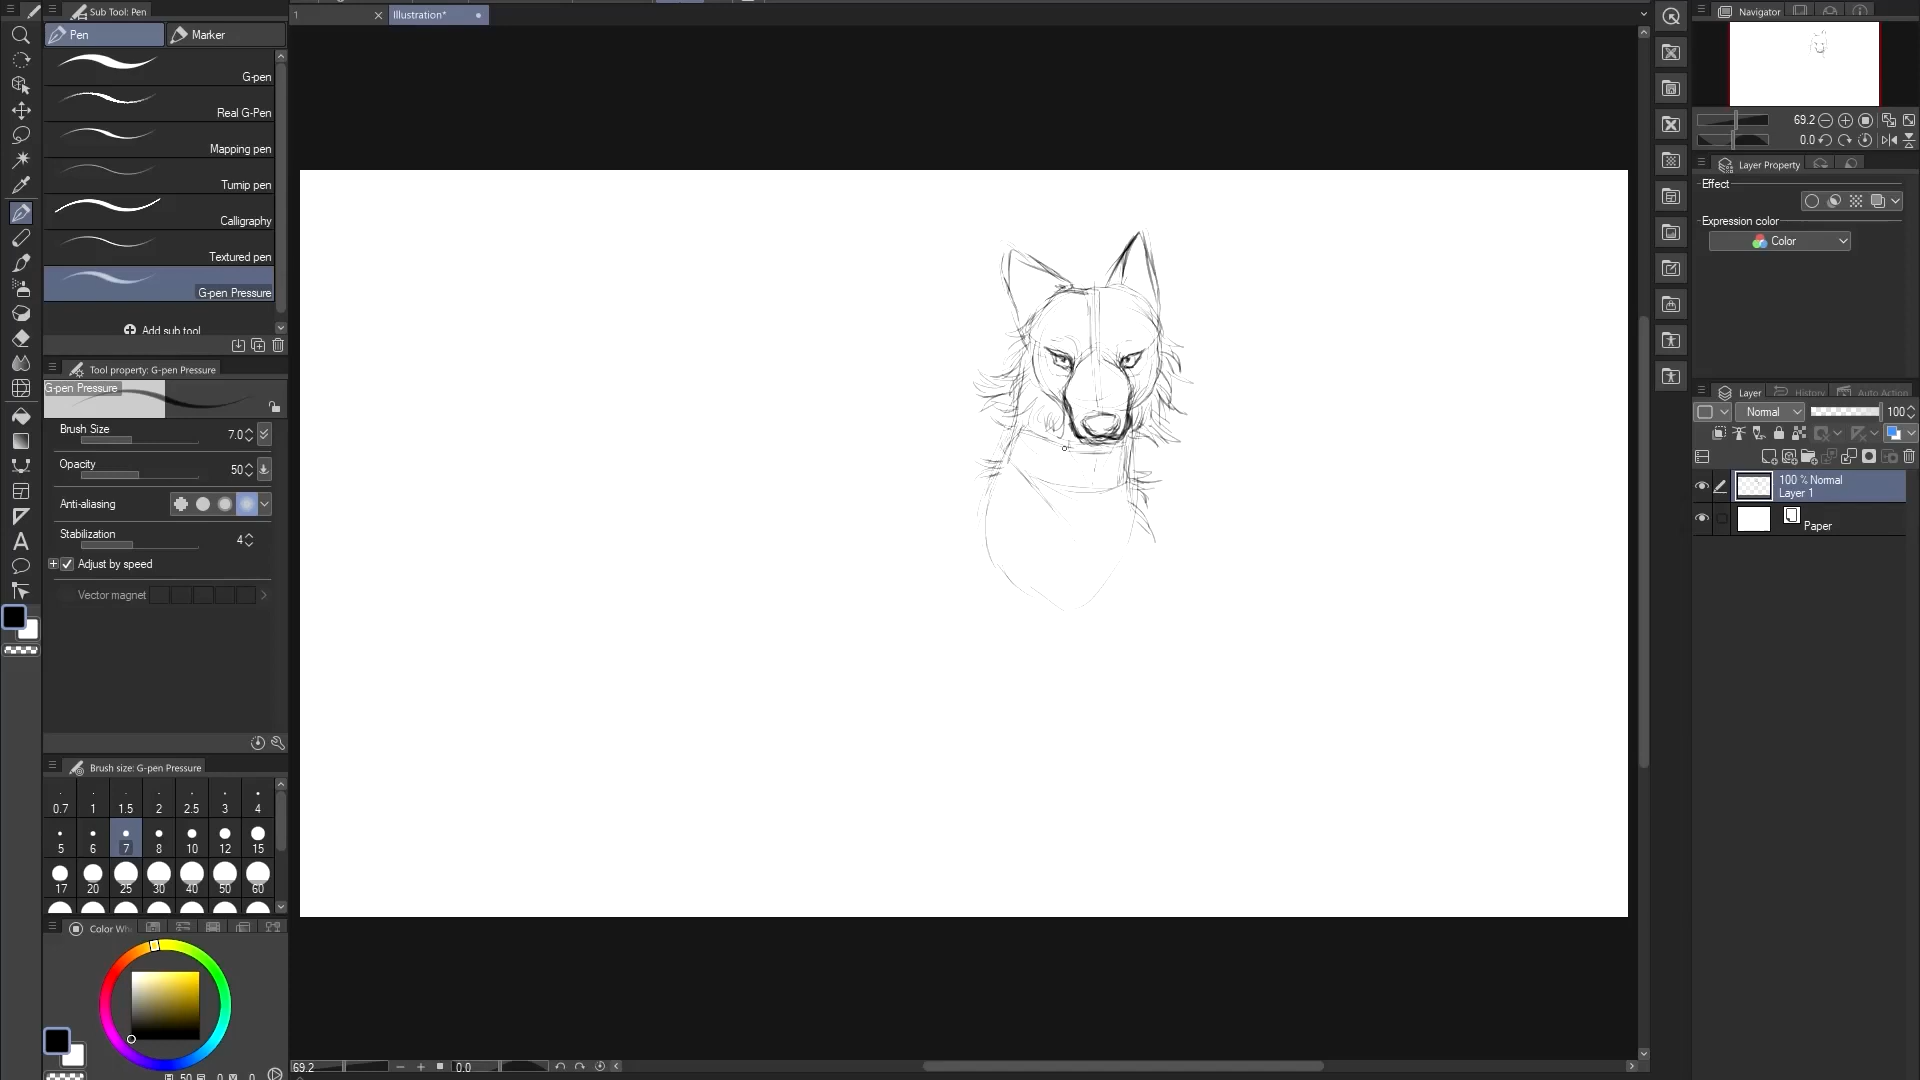 Sub Tool: Pen
1
Illustration*
Navigator
Pen
Marker
G-pen
Real G-Pen
Mapping pen
Turnip pen
Calligraphy
Textured pen
G-pen Pressure
Add sub tool
69.2
0.0
Layer Property
Effect
Expression color
Color
Tool property: G-pen Pressure
G-pen Pressure
Brush Size
7.0
Opacity
50
Anti-aliasing
Stabilization
4
Adjust by speed
Vector magnet
Layer
History
Auto Action
Normal
100
100 % Normal
Layer 1
Paper
Brush size: G-pen Pressure
0.7 1 1.5 2 2.5 3 4
5 6 7 8 10 12 15
17 20 25 30 40 50 60
Color Wh
69.2
0.0